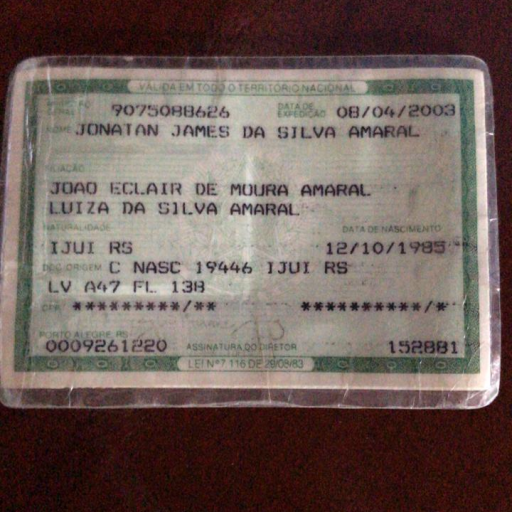 VÁLIDA EM TODO O TERRITÓRIO NACIONAL
REGISTRO GERAL 9075088626 DATA DE EXPEDIÇÃO 08/04/2003
NOME JONATAN JAMES DA SILVA AMARAL
FILIAÇÃO
JOAO ECLAIR DE MOURA AMARAL
LUIZA DA SILVA AMARAL
NATURALIDADE DATA DE NASCIMENTO
IJUI RS 12/10/1985
DOC. ORIGEM C NASC 19446 IJUI RS
LV A47 FL 138
CPF *********/** **********/*
PORTO ALEGRE, RS
0009261220 ASSINATURA DO DIRETOR 152881
LEI Nº 7.116 DE 29/08/83